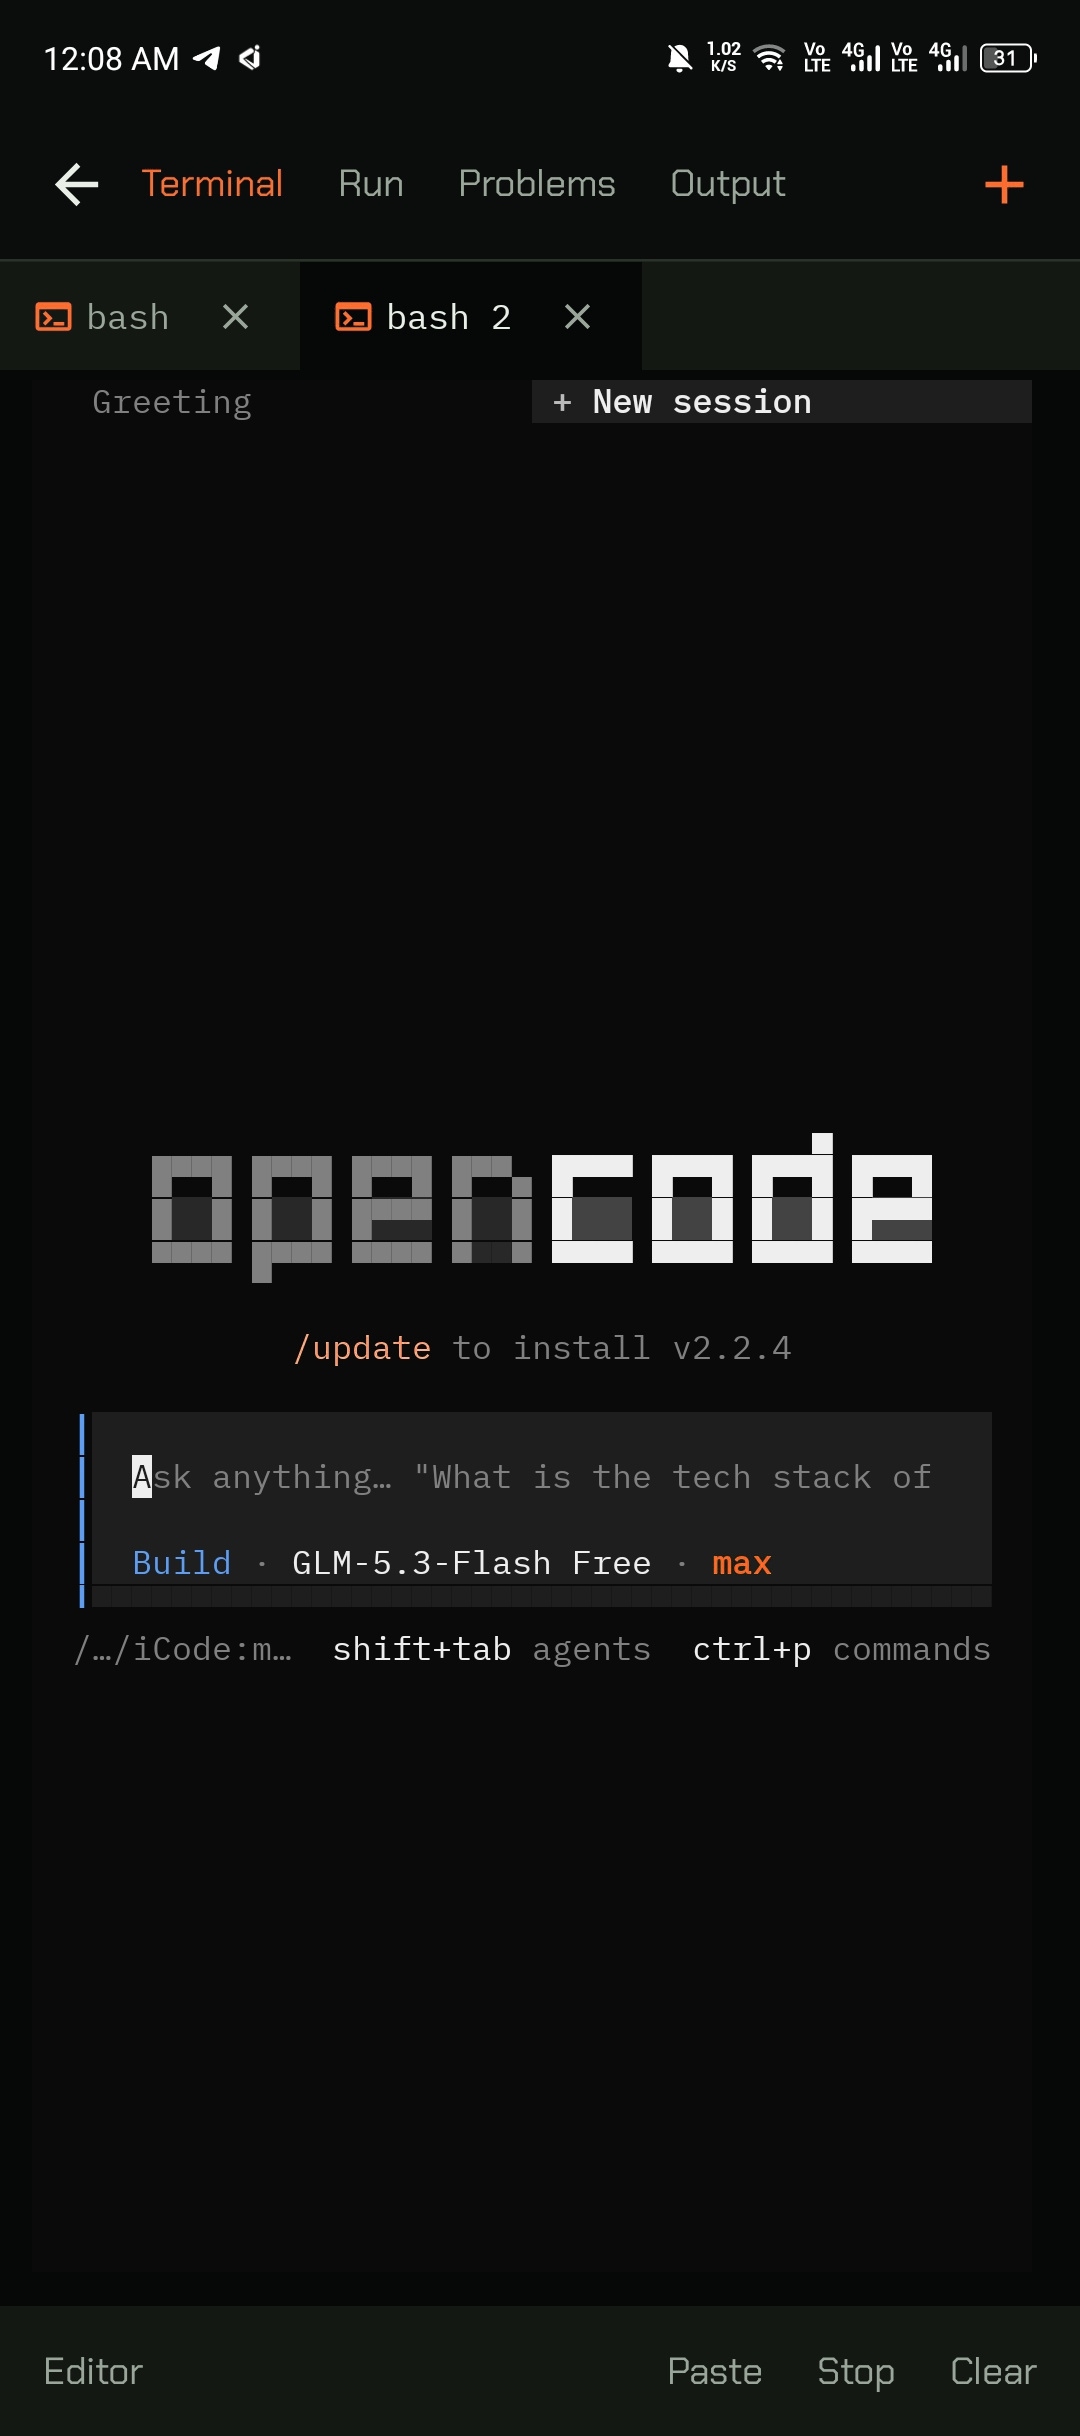 12:08 AM 1.02 K/S Vo LTE 4G Vo LTE 4G 31
Terminal Run Problems Output +
bash × bash 2 ×
Greeting + New session
opencode
/update to install v2.2.4
Ask anything… "What is the tech stack of
Build · GLM-5.3-Flash Free · max
/…/iCode:m… shift+tab agents ctrl+p commands
Editor Paste Stop Clear